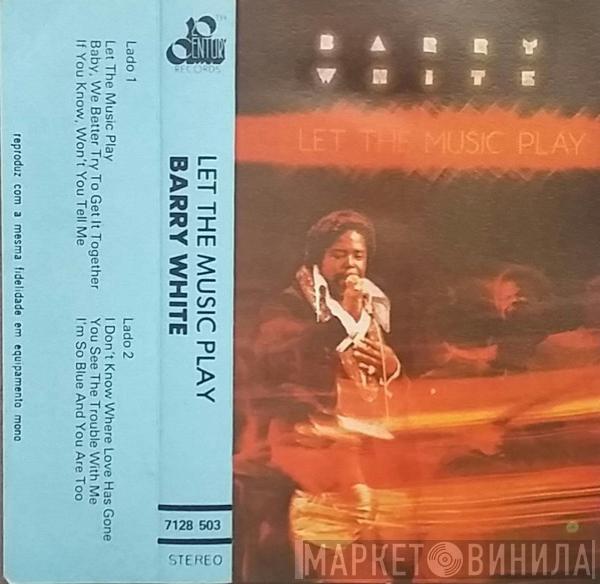 20
TH
CENTURY
RECORDS
Lado 1
Let The Music Play
Baby, We Better Try To Get It Together
If You Know, Won't You Tell Me
Lado 2
I Don't Know Where Love Has Gone
You See The Trouble With Me
I'm So Blue And You Are Too
reproduz com a mesma fidelidade em equipamento mono
LET THE MUSIC PLAY
BARRY WHITE
7128 503
STEREO
BARRY
WHITE
LET THE MUSIC PLAY
МАРКЕТ ВИНИЛА